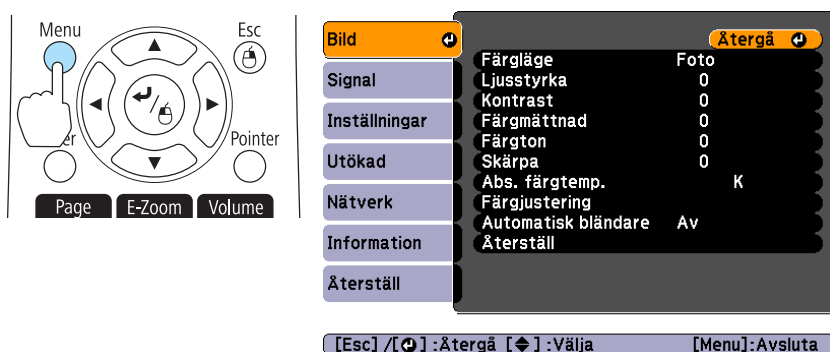 Menu
Esc
er
Pointer
Page E-Zoom Volume
Bild
Signal
Inställningar
Utökad
Nätverk
Information
Återställ
Återgå
Färgläge Foto
Ljusstyrka 0
Kontrast 0
Färgmättnad 0
Färgton 0
Skärpa 0
Abs. färgtemp. K
Färgjustering
Automatisk bländare Av
Återställ
[Esc] /[ ] :Återgå [ ] :Välja [Menu]:Avsluta